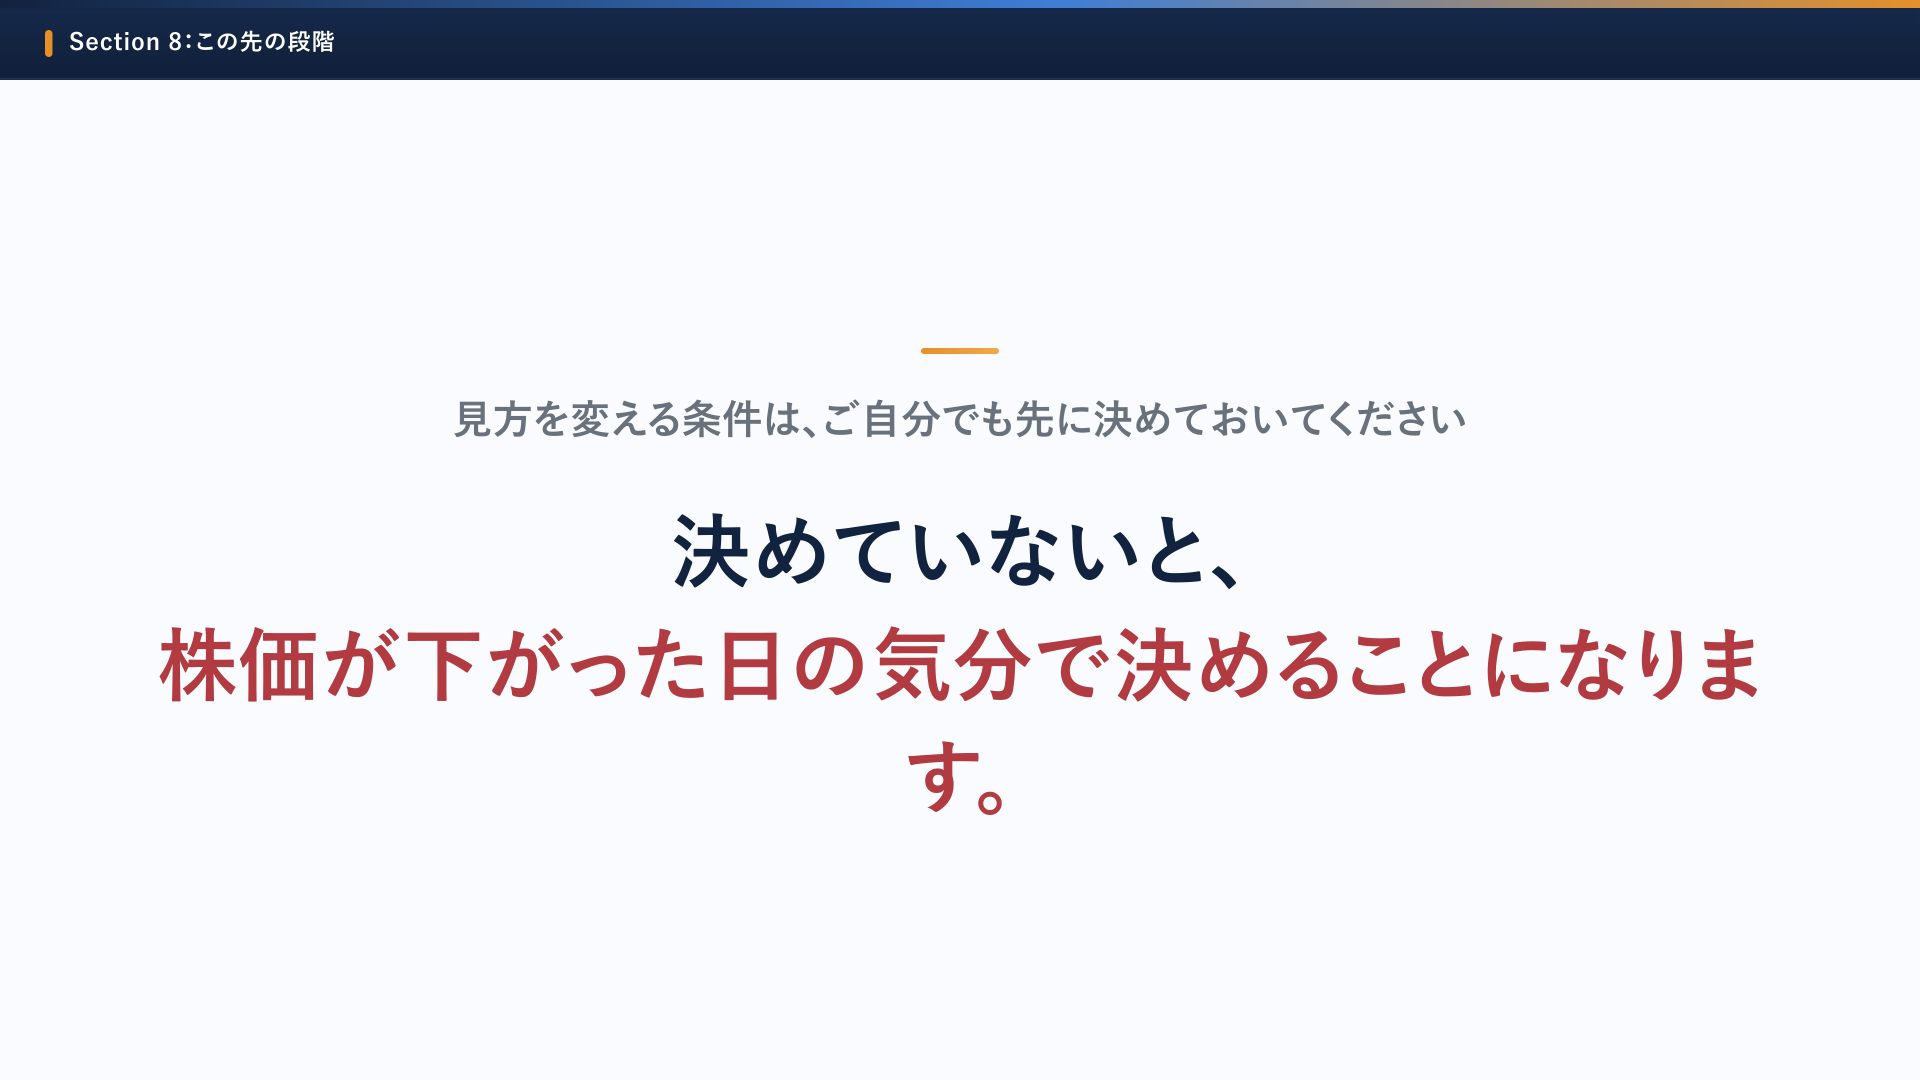 Section 8：この先の段階
見方を変える条件は、ご自分でも先に決めておいてください
決めていないと、
株価が下がった日の気分で決めることになりま
す。